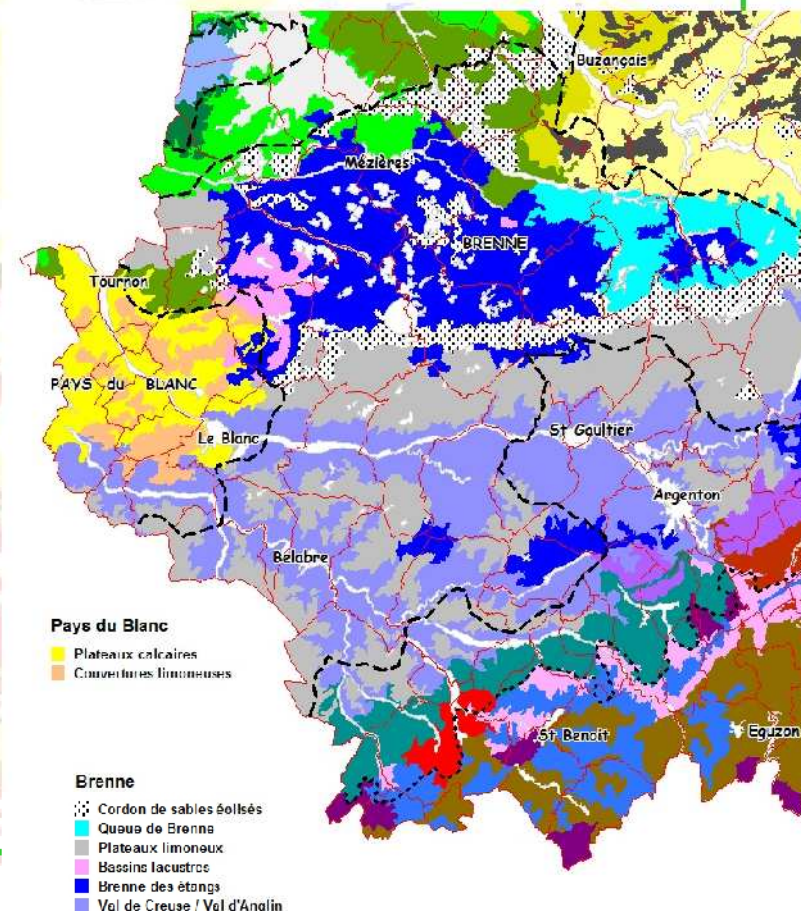 Buzançais
Mézières
BRENNE
Tournon
PAYS du BLANC
Le Blanc
St Gaultier
Argenton
Bélabre
St Benoit
Eguzon
Pays du Blanc
Plateaux calcaires
Couvertures limoneuses
Brenne
Cordon de sables éolisés
Queue de Brenne
Plateaux limoneux
Bassins lacustres
Brenne des étangs
Val de Creuse / Val d'Anglin